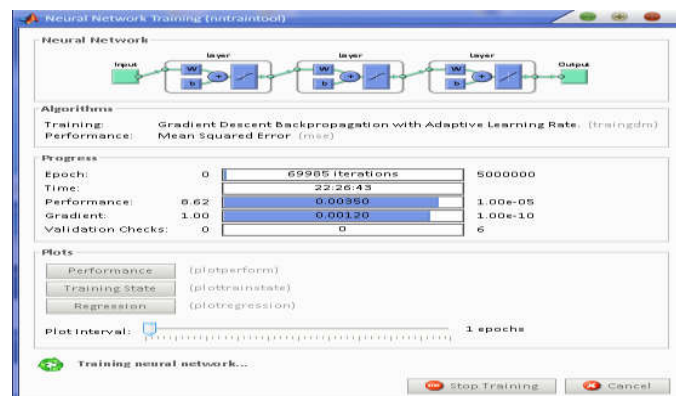 Neural Network Training (nntraintool)
Neural Network
Layer Layer Layer
Input Output
W W W
b b b
+ + +
Algorithms
Training: Gradient Descent Backpropagation with Adaptive Learning Rate. (traingdm)
Performance: Mean Squared Error (mse)
Progress
Epoch: 0 69985 iterations 5000000
Time: 22:26:43
Performance: 8.62 0.00350 1.00e-05
Gradient: 1.00 0.00120 1.00e-10
Validation Checks: 0 0 6
Plots
Performance (plotperform)
Training State (plottrainstate)
Regression (plotregression)
Plot Interval: 1 epochs
Training neural network...
Stop Training Cancel